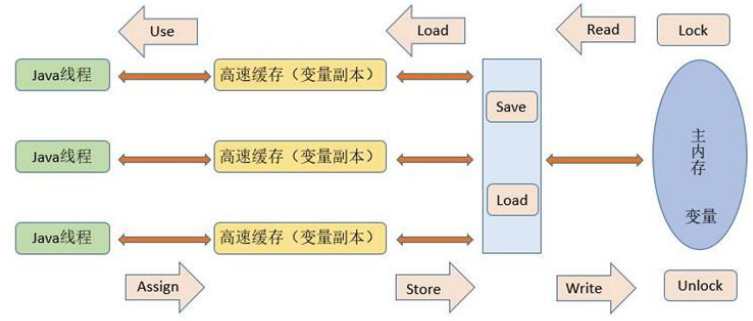 Use
Load
Read
Lock
Java线程
高速缓存（变量副本）
Save
Java线程
高速缓存（变量副本）
主内存
变量
Load
Java线程
高速缓存（变量副本）
Assign
Store
Write
Unlock